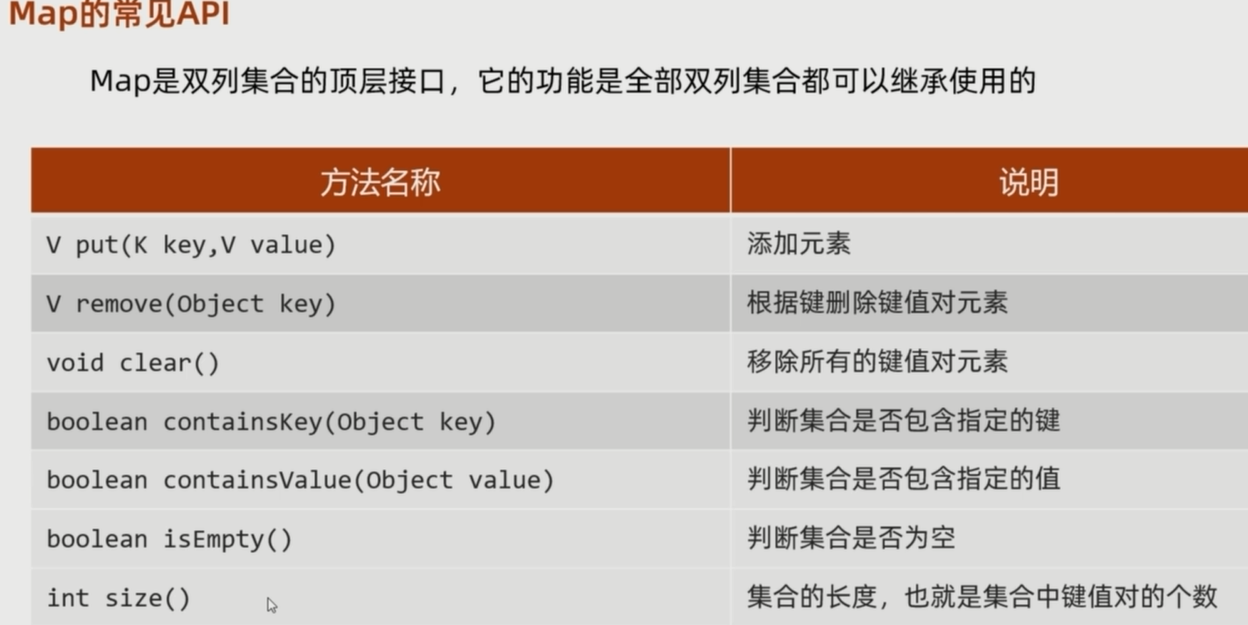 Map的常见API
Map是双列集合的顶层接口，它的功能是全部双列集合都可以继承使用的
方法名称 说明
V put(K key,V value) 添加元素
V remove(Object key) 根据键删除键值对元素
void clear() 移除所有的键值对元素
boolean containsKey(Object key) 判断集合是否包含指定的键
boolean containsValue(Object value) 判断集合是否包含指定的值
boolean isEmpty() 判断集合是否为空
int size() 集合的长度，也就是集合中键值对的个数